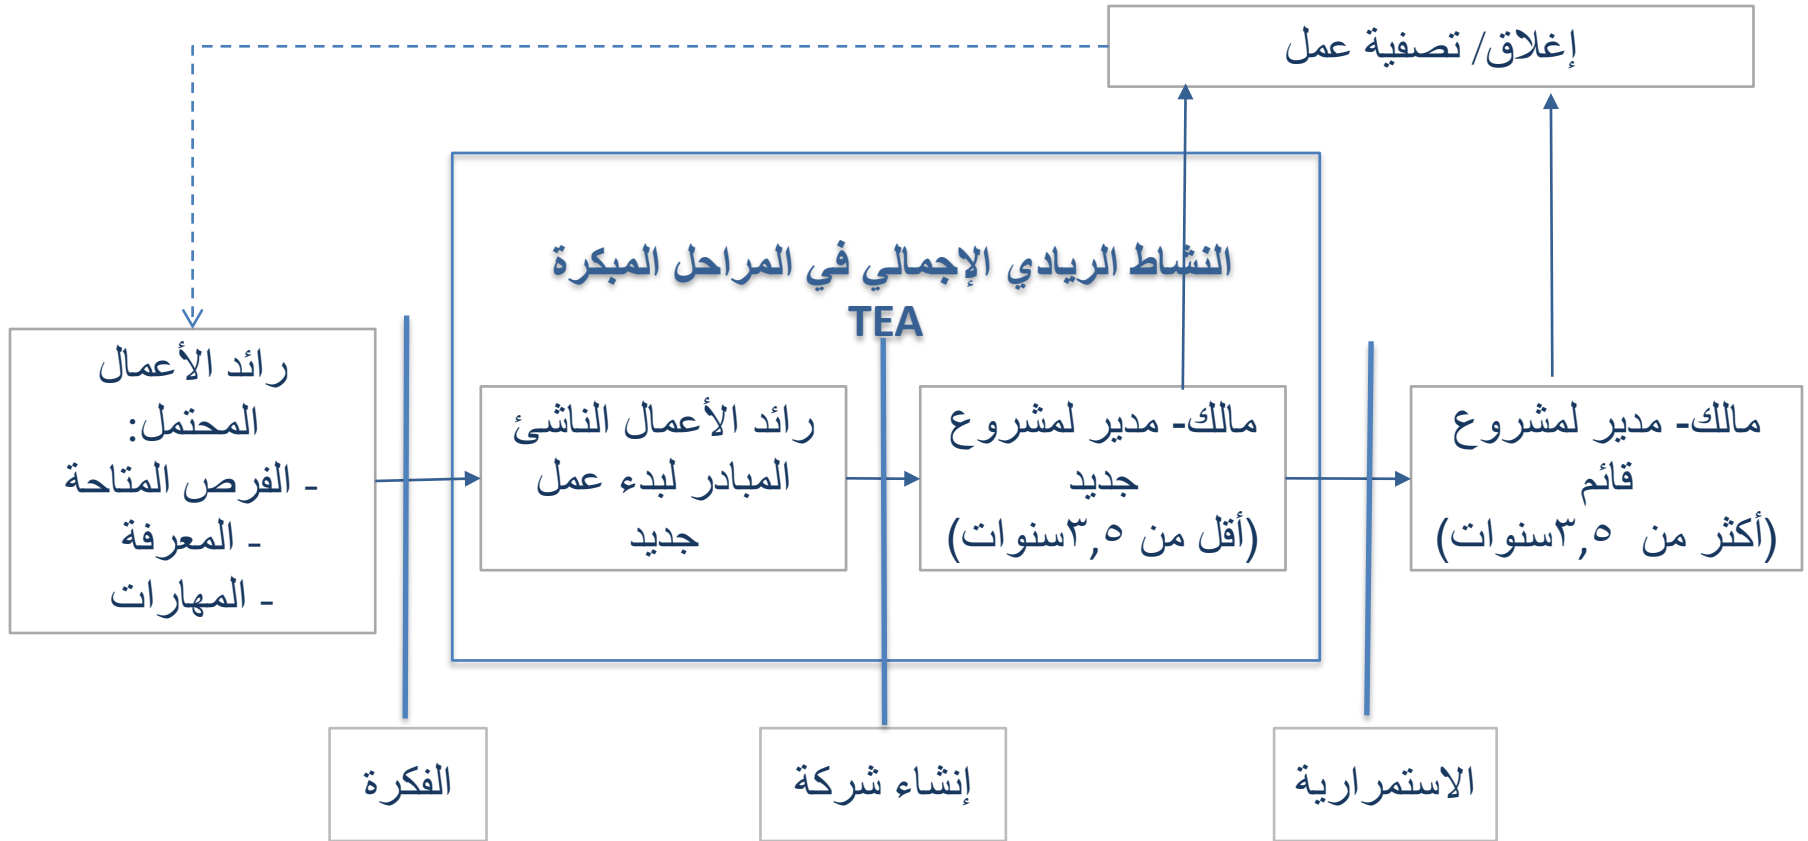 إغلاق/ تصفية عمل
النشاط الريادي الإجمالي في المراحل المبكرة
TEA
رائد الأعمال
المحتمل:
- الفرص المتاحة
- المعرفة
- المهارات
رائد الأعمال الناشئ
المبادر لبدء عمل
جديد
مالك- مدير لمشروع
جديد
(أقل من ٣,٥سنوات)
مالك- مدير لمشروع
قائم
(أكثر من ٣,٥سنوات)
الفكرة
إنشاء شركة
الاستمرارية